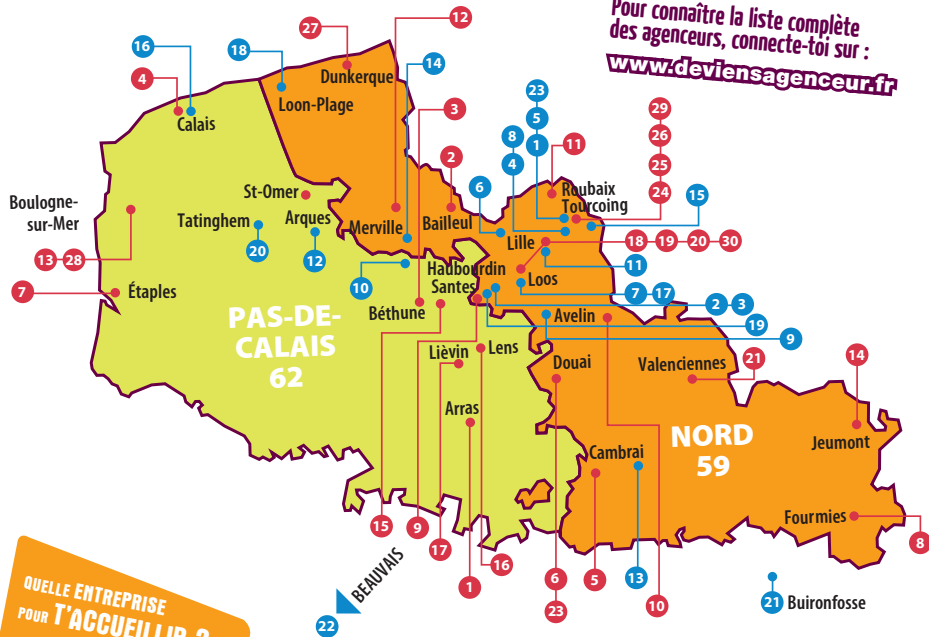 Pour connaître la liste complète
des agenceurs, connecte-toi sur :
www.deviensagenceur.fr
12
27
16
18
14
Dunkerque
4
Loon-Plage
23
3
29
Calais
5
8
26
1
11
2
4
25
6
St-Omer
Roubaix
24
15
Boulogne-
sur-Mer
Tourcoing
Tatinghem
Arques
Merville
Bailleul
Lille
18
19
20
30
20
12
13
28
10
Haubourdin
11
7
Étaples
Santes
Loos
7
17
2
3
Béthune
Avelin
19
PAS-DE-
CALAIS
62
9
Lièvin
Lens
Douai
Valenciennes
21
14
Arras
NORD
59
Jeumont
Cambrai
Fournies
15
9
17
8
16
1
6
5
13
10
23
BEAUVAIS
22
21
Buironfosse
QUELLE ENTREPRISE
POUR T'ACCUEILLIR ?